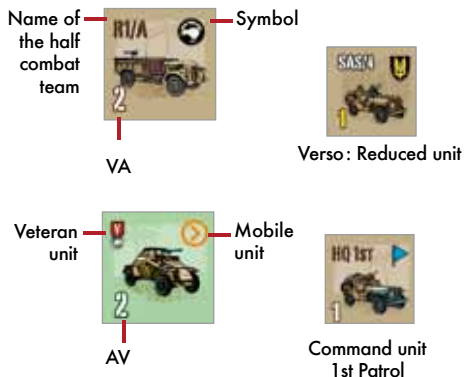 Name of
the half
combat
team
R1/A
Symbol
2
VA
SAS/4
1
Verso: Reduced unit
Veteran
unit
V
Mobile
unit
2
AV
HQ 1ST
1
Command unit
1st Patrol